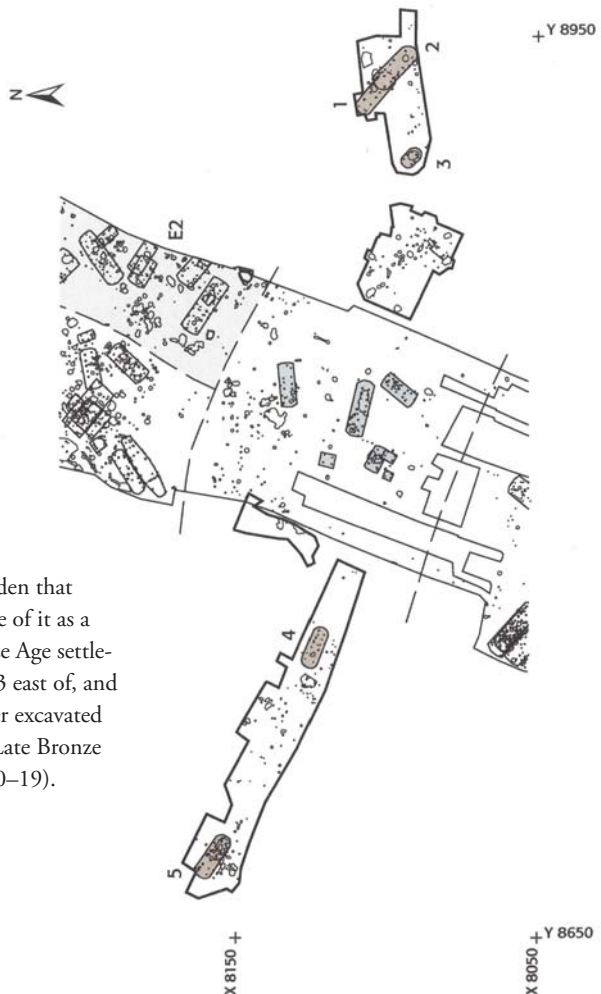 Y 8950
N
2
1
3
E2
den that
e of it as a
e Age settle-
3 east of, and
er excavated
Late Bronze
0–19).
4
5
X 8150
X 8050
Y 8650